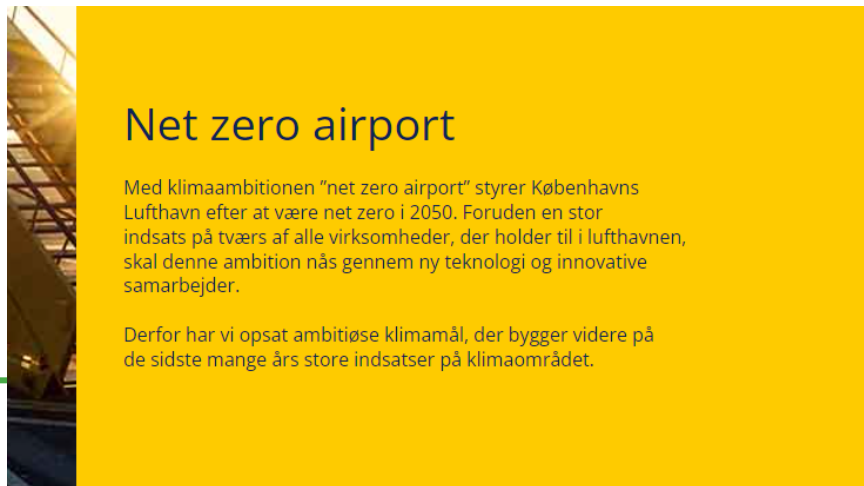 Net zero airport
Med klimaambitionen ”net zero airport” styrer Københavns
Lufthavn efter at være net zero i 2050. Foruden en stor
indsats på tværs af alle virksomheder, der holder til i lufthavnen,
skal denne ambition nås gennem ny teknologi og innovative
samarbejder.
Derfor har vi opsat ambitiøse klimamål, der bygger videre på
de sidste mange års store indsatser på klimaområdet.